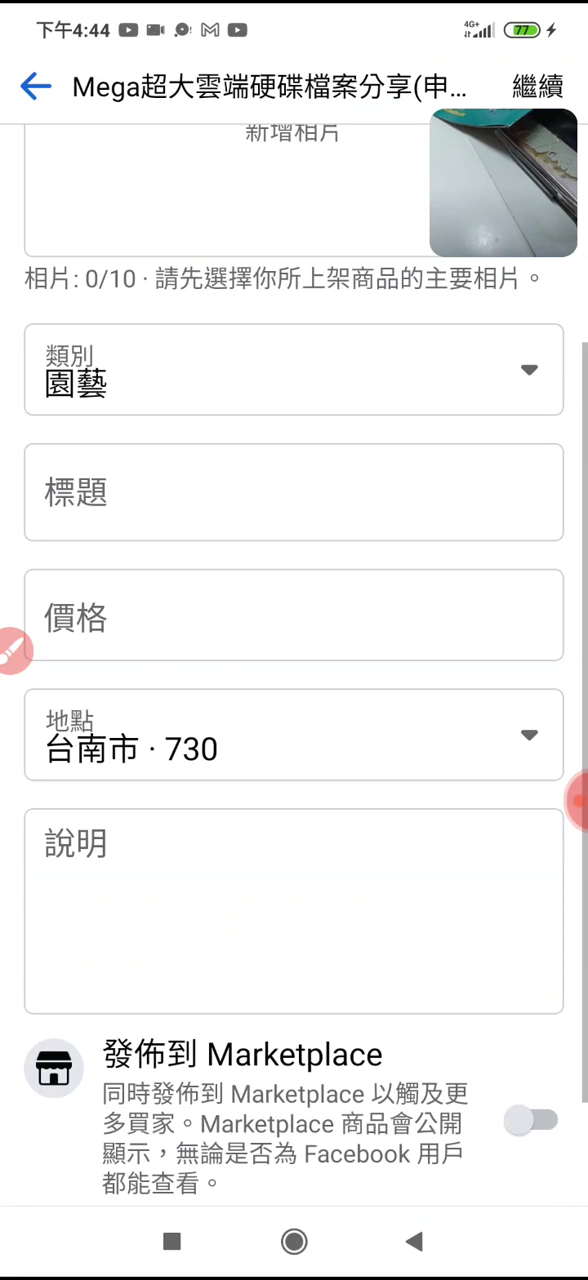 下午4:44
4G+
77
Mega超大雲端硬碟檔案分享(申... 繼續
新增相片
相片: 0/10 · 請先選擇你所上架商品的主要相片。
類別
園藝
標題
價格
地點
台南市 · 730
說明
發佈到 Marketplace
同時發佈到 Marketplace 以觸及更
多買家。Marketplace 商品會公開
顯示，無論是否為 Facebook 用戶
都能查看。